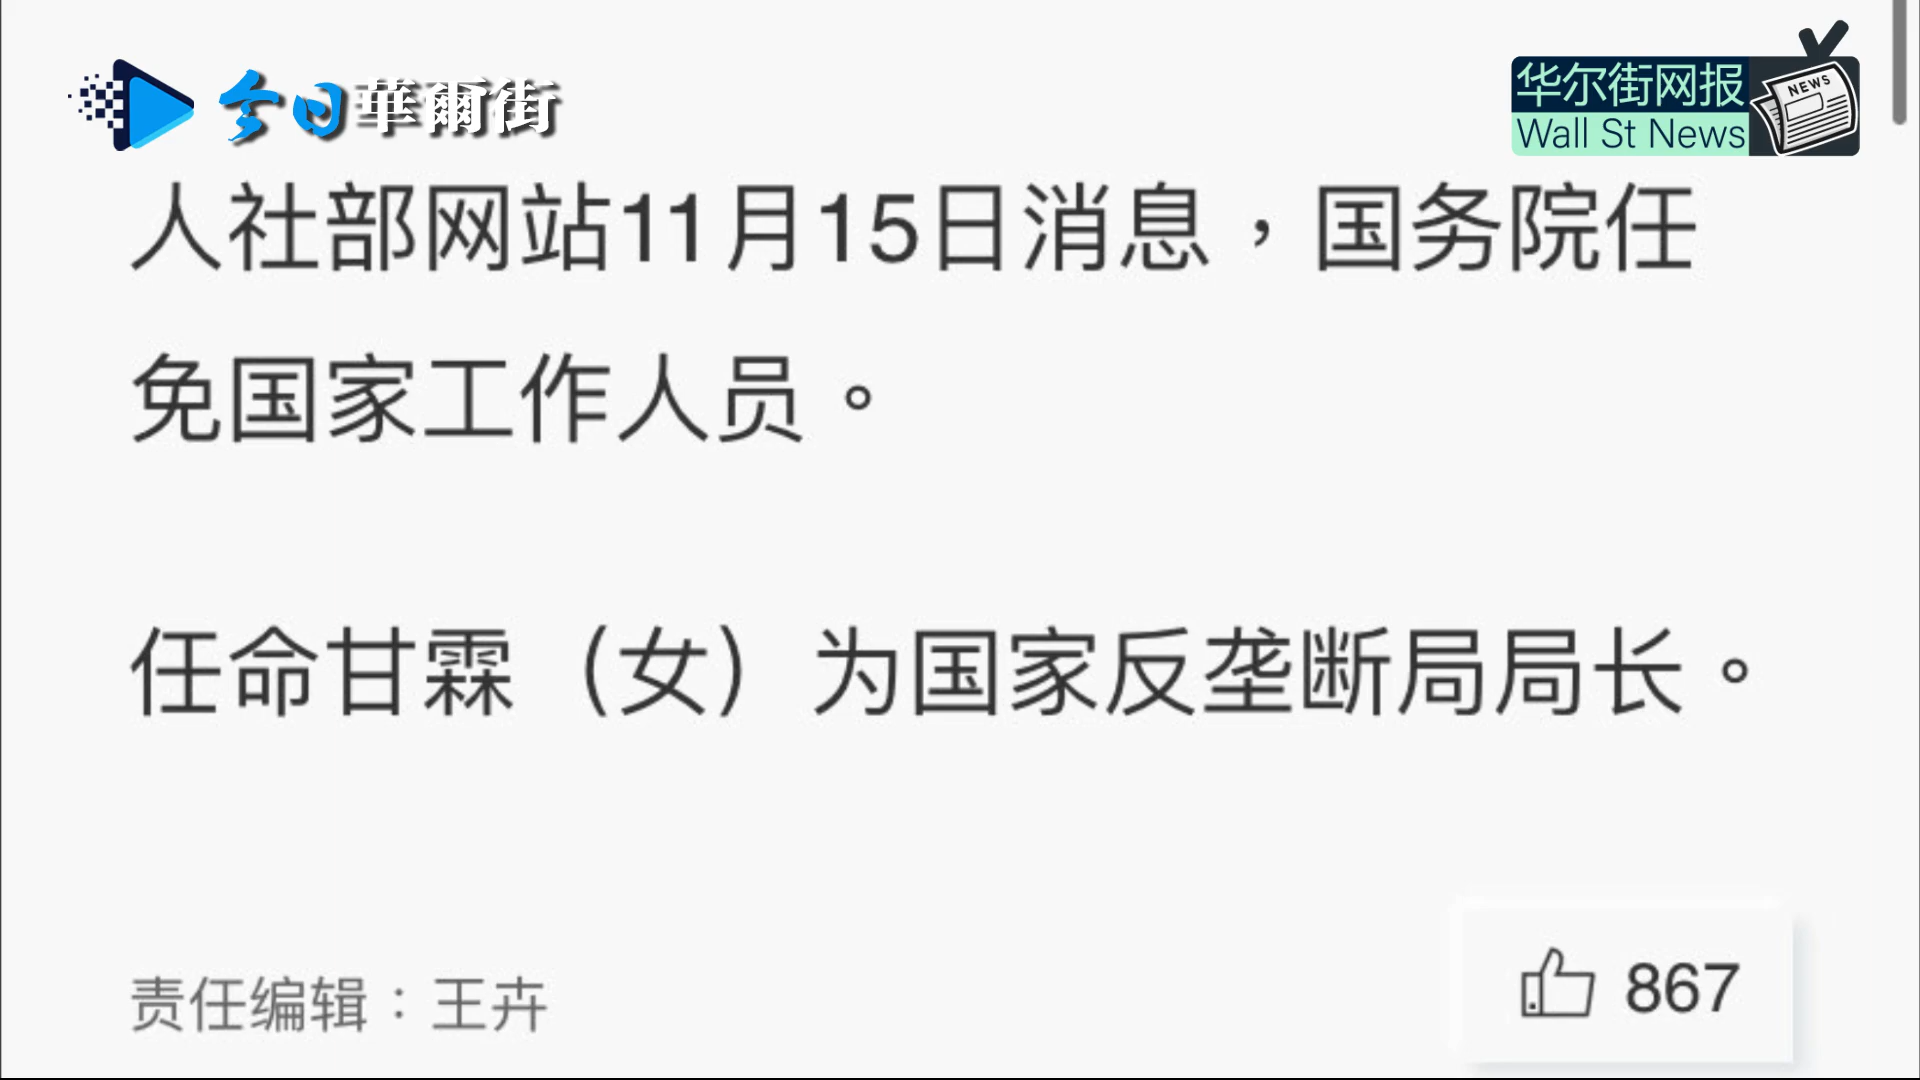 今日華爾街
华尔街网报
Wall St News
NEWS
人社部网站11月15日消息，国务院任
免国家工作人员。
任命甘霖（女）为国家反垄断局局长。
责任编辑：王卉
867